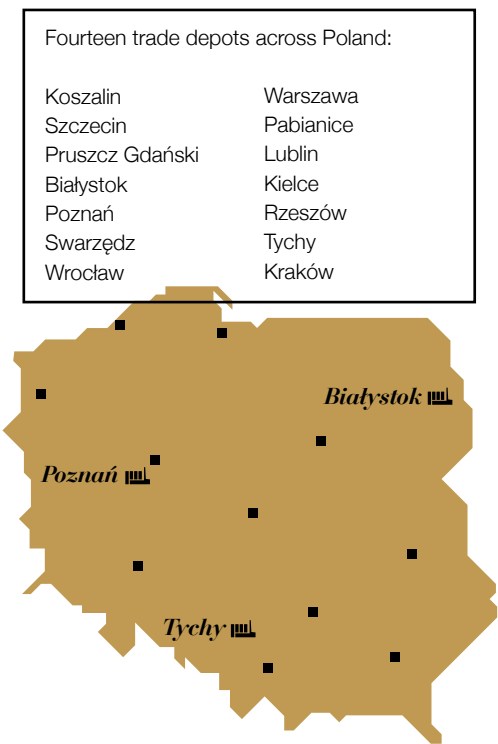 Fourteen trade depots across Poland:
Koszalin
Szczecin
Pruszcz Gdański
Białystok
Poznań
Swarzędz
Wrocław
Warszawa
Pabianice
Lublin
Kielce
Rzeszów
Tychy
Kraków
Białystok
Poznań
Tychy